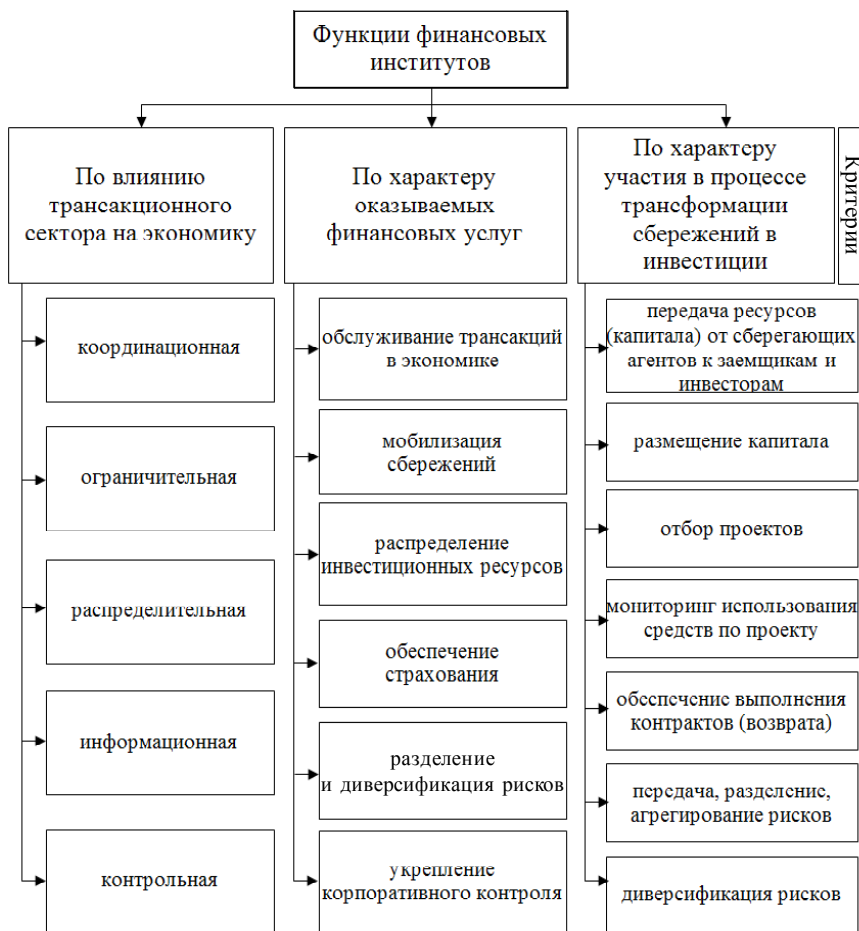 Функции финансовых
институтов
По влиянию
трансакционного
сектора на экономику
По характеру
оказываемых
финансовых услуг
По характеру
участия в процессе
трансформации
сбережений в
инвестиции
Критерии
координационная
ограничительная
распределительная
информационная
контрольная
обслуживание трансакций
в экономике
мобилизация
сбережений
распределение
инвестиционных ресурсов
обеспечение
страхования
разделение
и диверсификация рисков
укрепление
корпоративного контроля
передача ресурсов
(капитала) от сберегающих
агентов к заемщикам и
инвесторам
размещение капитала
отбор проектов
мониторинг использования
средств по проекту
обеспечение выполнения
контрактов (возврата)
передача, разделение,
агрегирование рисков
диверсификация рисков